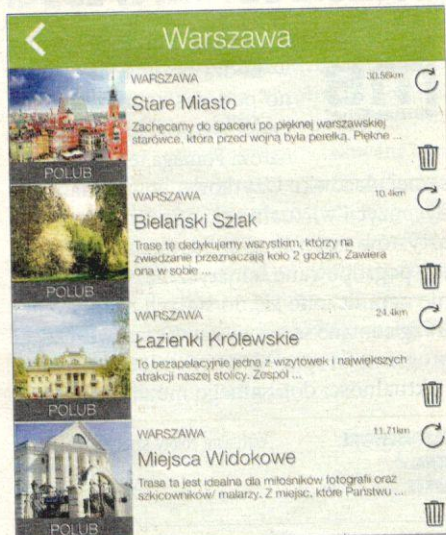 Warszawa
WARSZAWA 30.56km
Stare Miasto
Zachęcamy do spaceru po pięknej warszawskiej
starówce, która przed wojną była perełką. Piękne ...
POLUB
WARSZAWA 10.4km
Bielański Szlak
Trasę tę dedykujemy wszystkim, którzy na
zwiedzanie przeznaczają koło 2 godzin. Zawiera
ona w sobie ...
POLUB
WARSZAWA 24.4km
Łazienki Królewskie
To bezapelacyjnie jedna z wizytówek i największych
atrakcji naszej stolicy. Zespół ...
POLUB
WARSZAWA 11.71km
Miejsca Widokowe
Trasa ta jest idealna dla miłośników fotografii oraz
szkicowników/ malarzy. Z miejsc, które Państwu ...
POLUB